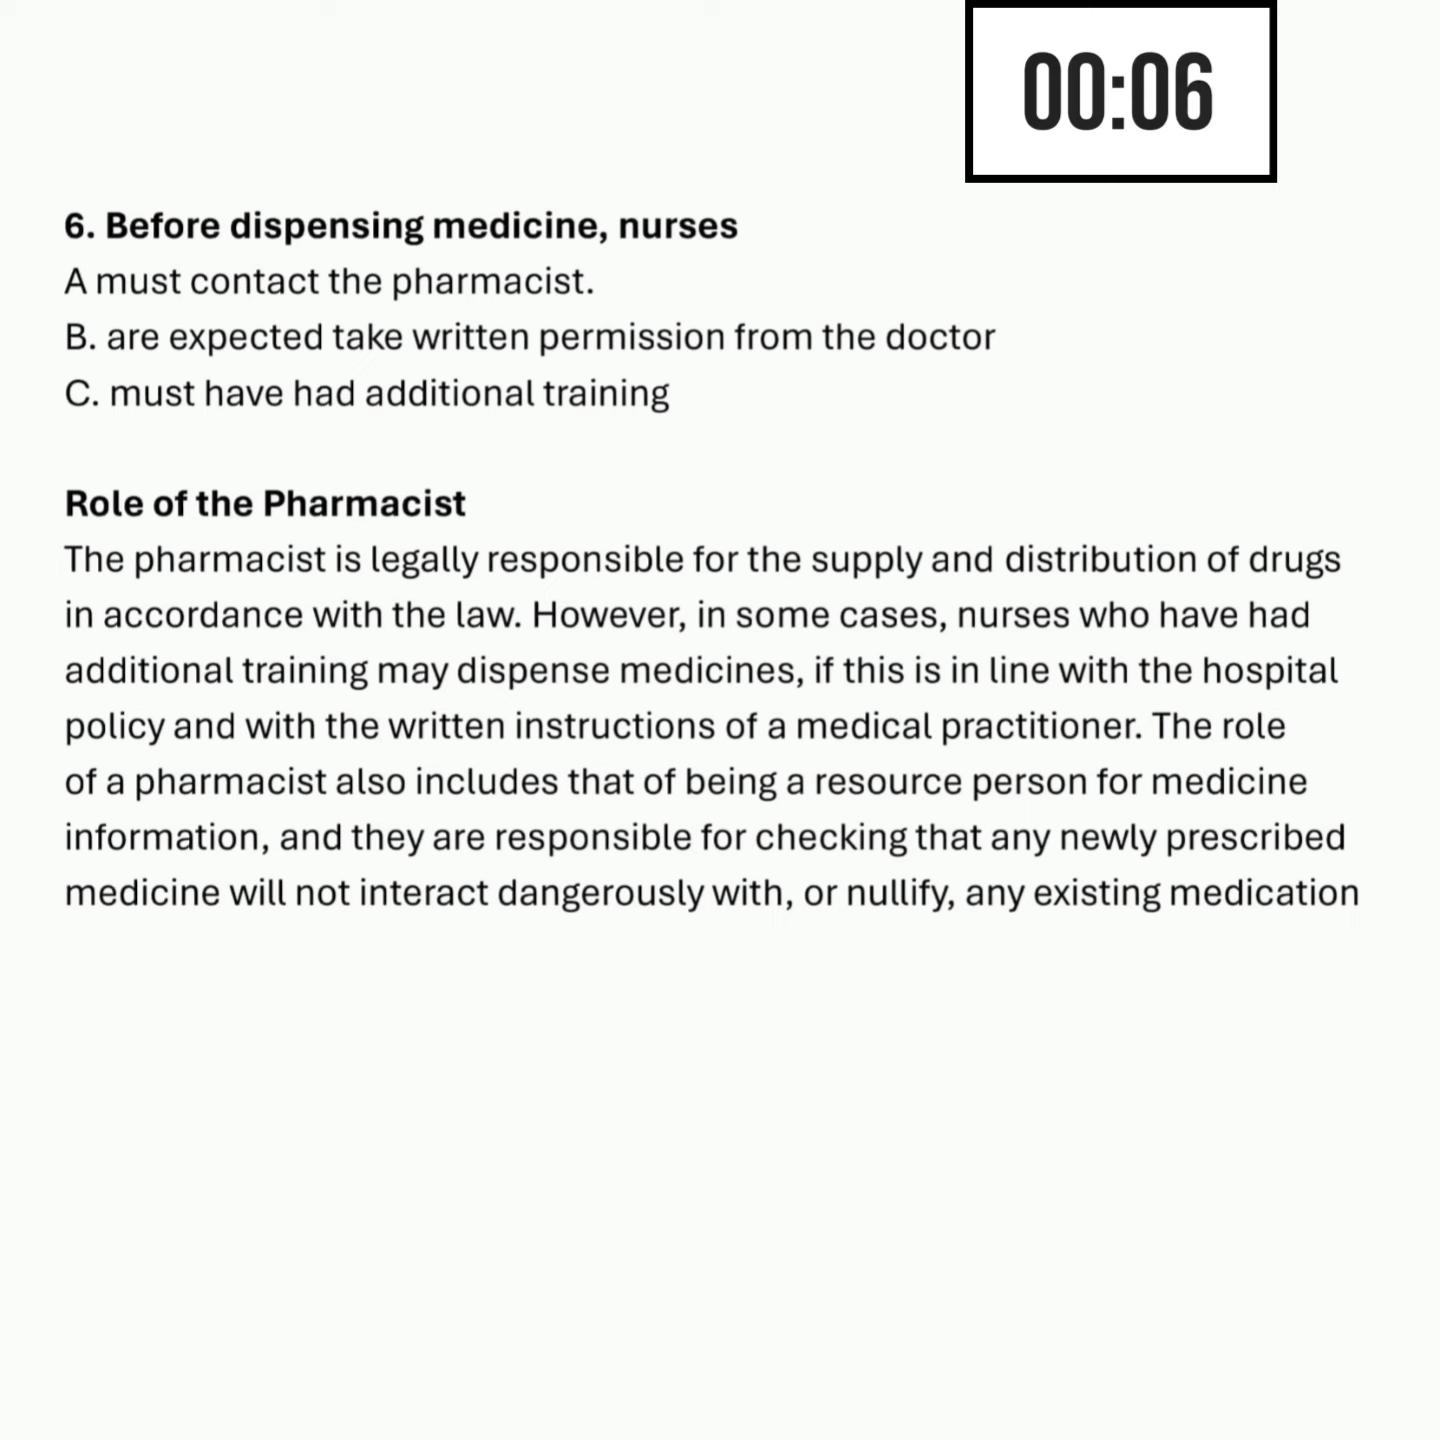 00:06
6. Before dispensing medicine, nurses
A must contact the pharmacist.
B. are expected take written permission from the doctor
C. must have had additional training
Role of the Pharmacist
The pharmacist is legally responsible for the supply and distribution of drugs
in accordance with the law. However, in some cases, nurses who have had
additional training may dispense medicines, if this is in line with the hospital
policy and with the written instructions of a medical practitioner. The role
of a pharmacist also includes that of being a resource person for medicine
information, and they are responsible for checking that any newly prescribed
medicine will not interact dangerously with, or nullify, any existing medication